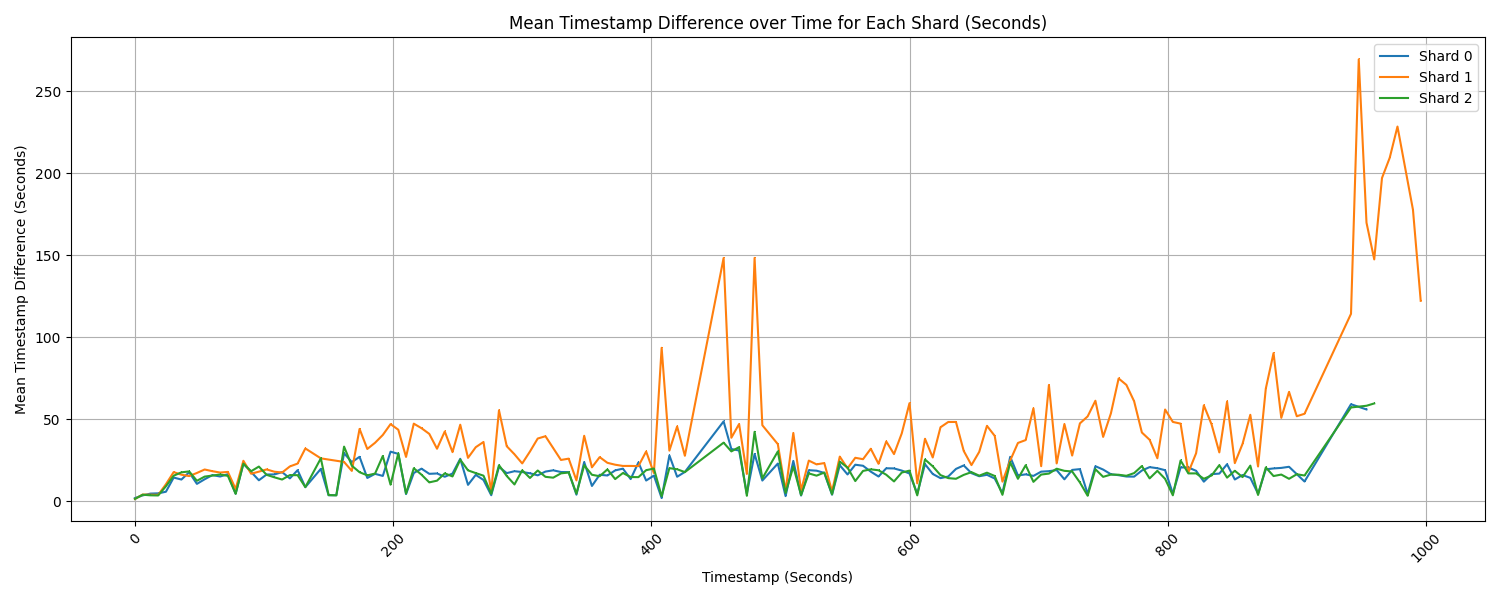 Mean Timestamp Difference over Time for Each Shard (Seconds)
Shard 0
Shard 1
Shard 2
Mean Timestamp Difference (Seconds)
250
200
150
100
50
0
0
200
400
600
800
1000
Timestamp (Seconds)